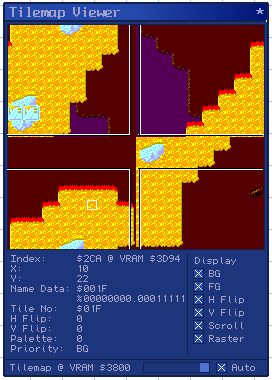 Tilemap Viewer *
Index: $2CA @ VRAM $3D94
X: 10
Y: 22
Name Data: $001F
%00000000.00011111
Tile No: $01F
H Flip: 0
V Flip: 0
Palette: 0
Priority: BG
Display
BG
FG
H Flip
V Flip
Scroll
Raster
Tilemap @ VRAM $3800
Auto